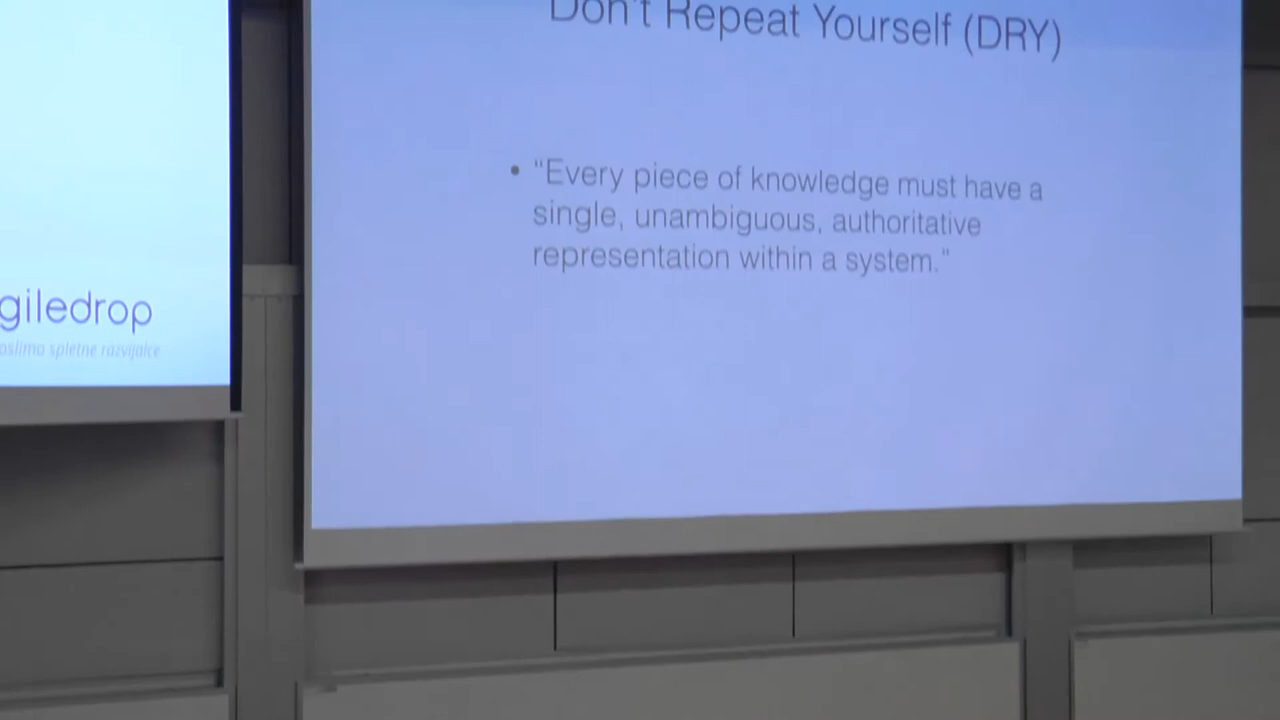 Don't Repeat Yourself (DRY)
• “Every piece of knowledge must have a
single, unambiguous, authoritative
representation within a system.”
giledrop
oslimo spletne razvijalce